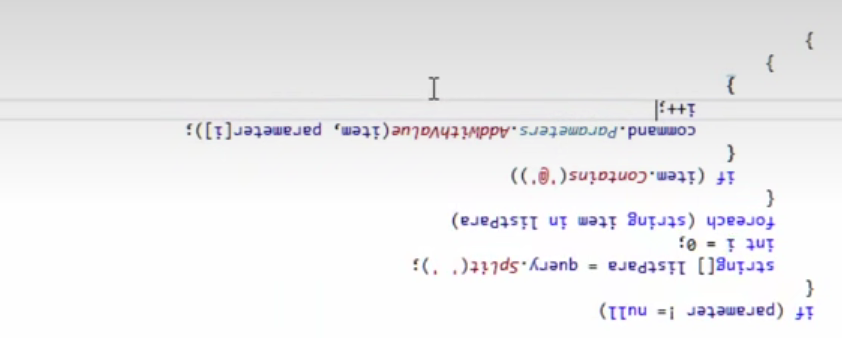 if (parameter != null)
{
string[] listPara = query.Split(' ');
int i = 0;
foreach (string item in listPara)
{
if (item.Contains('@'))
{
command.Parameters.AddWithValue(item, parameter[i]);
i++;
}
}
}